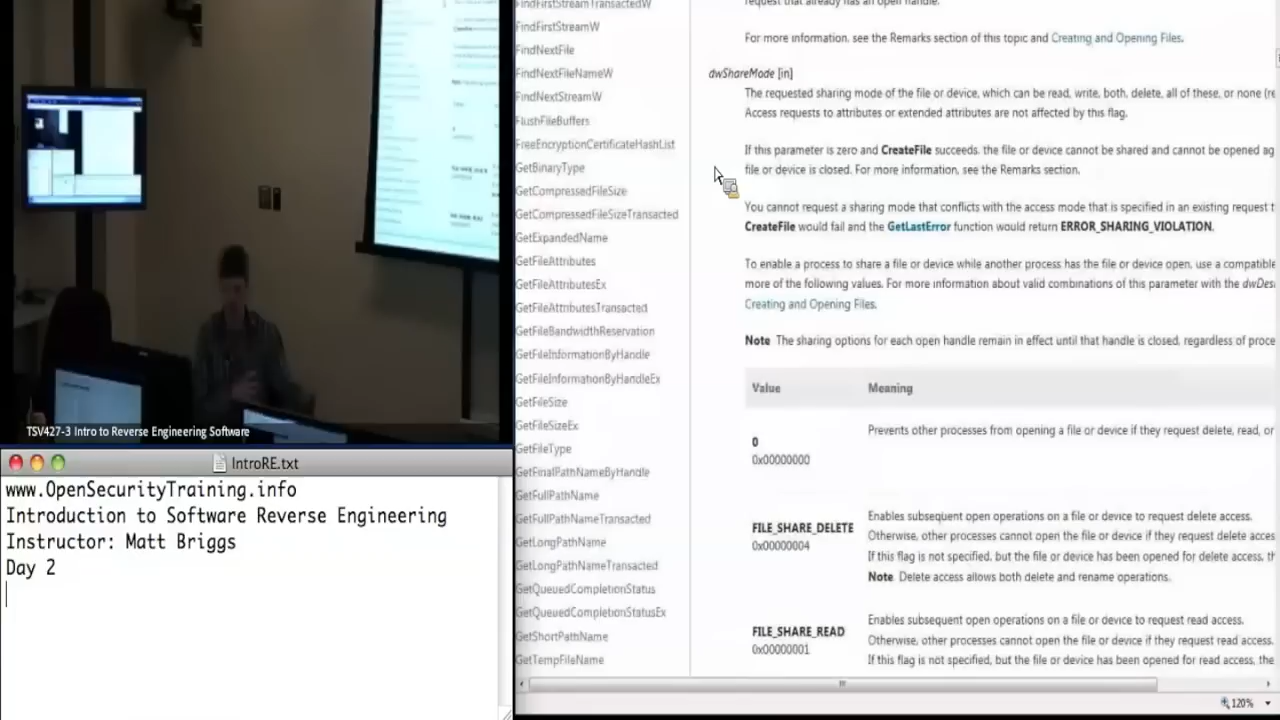 TSV427-3 Intro to Reverse Engineering Software
IntroRE.txt
www.OpenSecurityTraining.info
Introduction to Software Reverse Engineering
Instructor: Matt Briggs
Day 2
FindFirstStreamTransactedW
FindFirstStreamW
FindNextFile
FindNextFileNameW
FindNextStreamW
FlushFileBuffers
FreeEncryptionCertificateHashList
GetBinaryType
GetCompressedFileSize
GetCompressedFileSizeTransacted
GetExpandedName
GetFileAttributes
GetFileAttributesEx
GetFileAttributesTransacted
GetFileBandwidthReservation
GetFileInformationByHandle
GetFileInformationByHandleEx
GetFileSize
GetFileSizeEx
GetFileType
GetFinalPathNameByHandle
GetFullPathName
GetFullPathNameTransacted
GetLongPathName
GetLongPathNameTransacted
GetQueuedCompletionStatus
GetQueuedCompletionStatusEx
GetShortPathName
GetTempFileName
request that already has an open handle.
For more information, see the Remarks section of this topic and Creating and Opening Files.
dwShareMode [in]
The requested sharing mode of the file or device, which can be read, write, both, delete, all of these, or none (re
Access requests to attributes or extended attributes are not affected by this flag.
If this parameter is zero and CreateFile succeeds, the file or device cannot be shared and cannot be opened ag
file or device is closed. For more information, see the Remarks section.
You cannot request a sharing mode that conflicts with the access mode that is specified in an existing request t
CreateFile would fail and the GetLastError function would return ERROR_SHARING_VIOLATION.
To enable a process to share a file or device while another process has the file or device open, use a compatible
more of the following values. For more information about valid combinations of this parameter with the dwDes
Creating and Opening Files.
Note The sharing options for each open handle remain in effect until that handle is closed, regardless of proce
Value Meaning
0 Prevents other processes from opening a file or device if they request delete, read, or
0x00000000
FILE_SHARE_DELETE
0x00000004
Enables subsequent open operations on a file or device to request delete access.
Otherwise, other processes cannot open the file or device if they request delete acces
If this flag is not specified, but the file or device has been opened for delete access, th
Note Delete access allows both delete and rename operations.
FILE_SHARE_READ
0x00000001
Enables subsequent open operations on a file or device to request read access.
Otherwise, other processes cannot open the file or device if they request read access.
If this flag is not specified, but the file or device has been opened for read access, the
120%